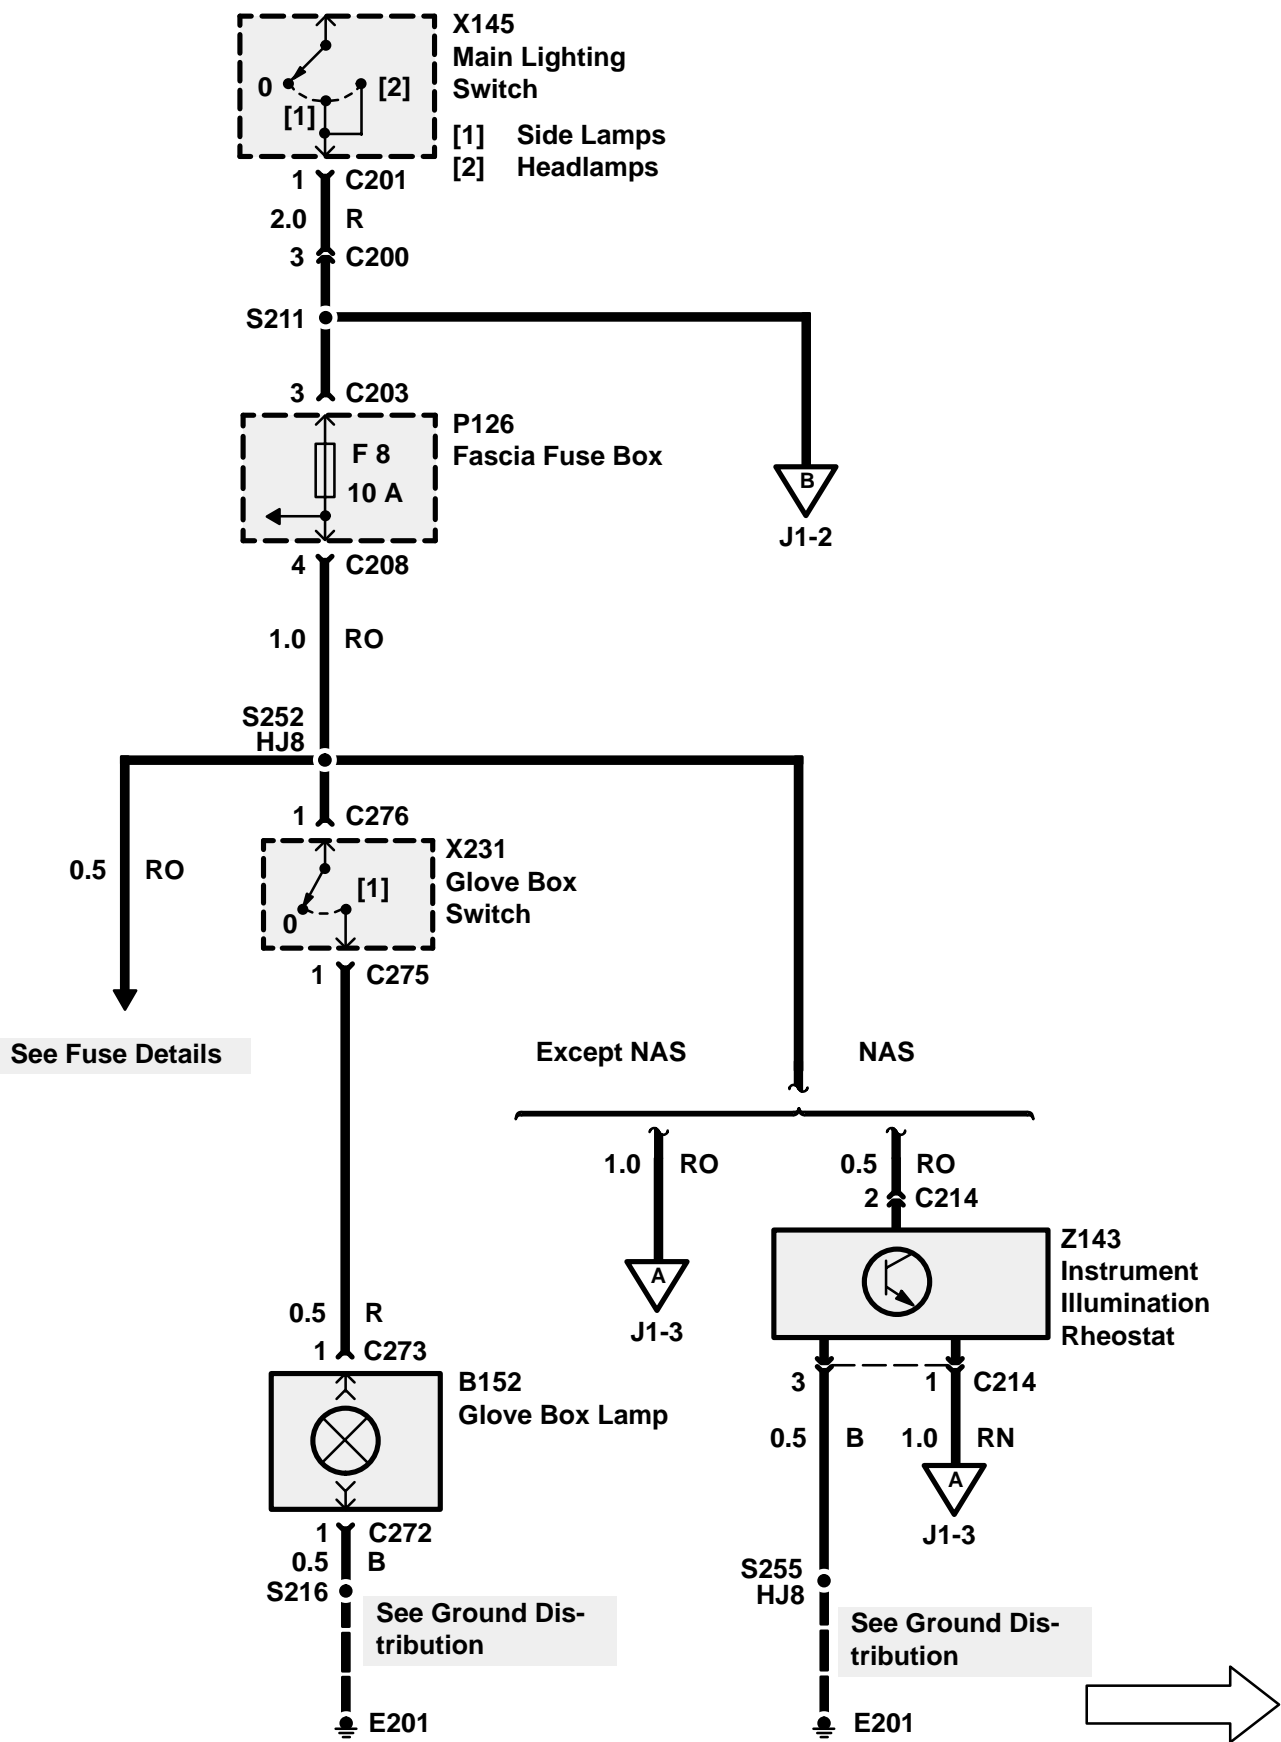 X145
Main Lighting
Switch
0
[2]
[1]
[1] Side Lamps
[2] Headlamps
1 C201
2.0 R
3 C200
S211
3 C203
P126
Fascia Fuse Box
F 8
10 A
B
J1-2
4 C208
1.0 RO
S252
HJ8
1 C276
X231
Glove Box
Switch
[1]
0
0.5 RO
1 C275
See Fuse Details
Except NAS NAS
1.0 RO 0.5 RO
2 C214
Z143
Instrument
Illumination
Rheostat
A
J1-3
0.5 R
1 C273
B152
Glove Box Lamp
3 1 C214
0.5 B 1.0 RN
A
J1-3
1 C272
0.5 B
S216
See Ground Dis-
tribution
S255
HJ8
See Ground Dis-
tribution
E201
E201